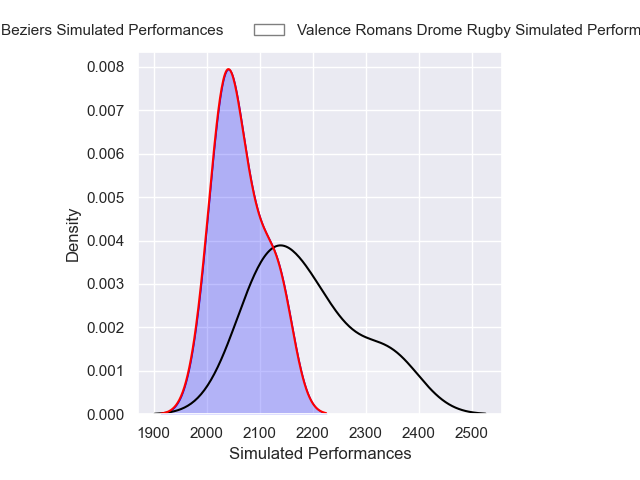 Beziers Simulated Performances
Valence Romans Drome Rugby Simulated Perform
0.008
0.007
0.006
0.005
0.004
0.003
0.002
0.001
0.000
Density
1900 2000 2100 2200 2300 2400 2500
Simulated Performances